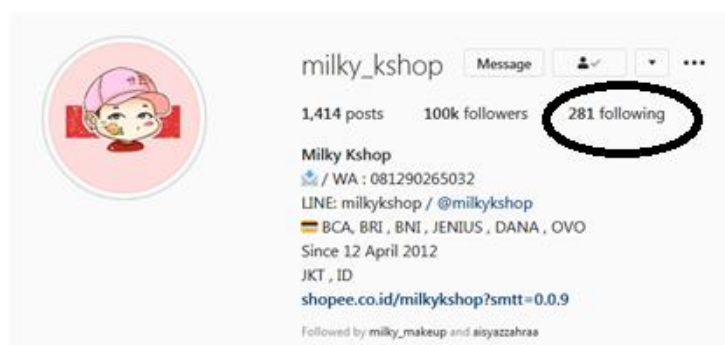 milky_kshop Message
1,414 posts 100k followers 281 following
Milky Kshop
📩 / WA : 081290265032
LINE: milkykshop / @milkykshop
💳 BCA, BRI , BNI , JENIUS , DANA , OVO
Since 12 April 2012
JKT , ID
shopee.co.id/milkykshop?smtt=0.0.9
Followed by milky_makeup and aisyazzahraa